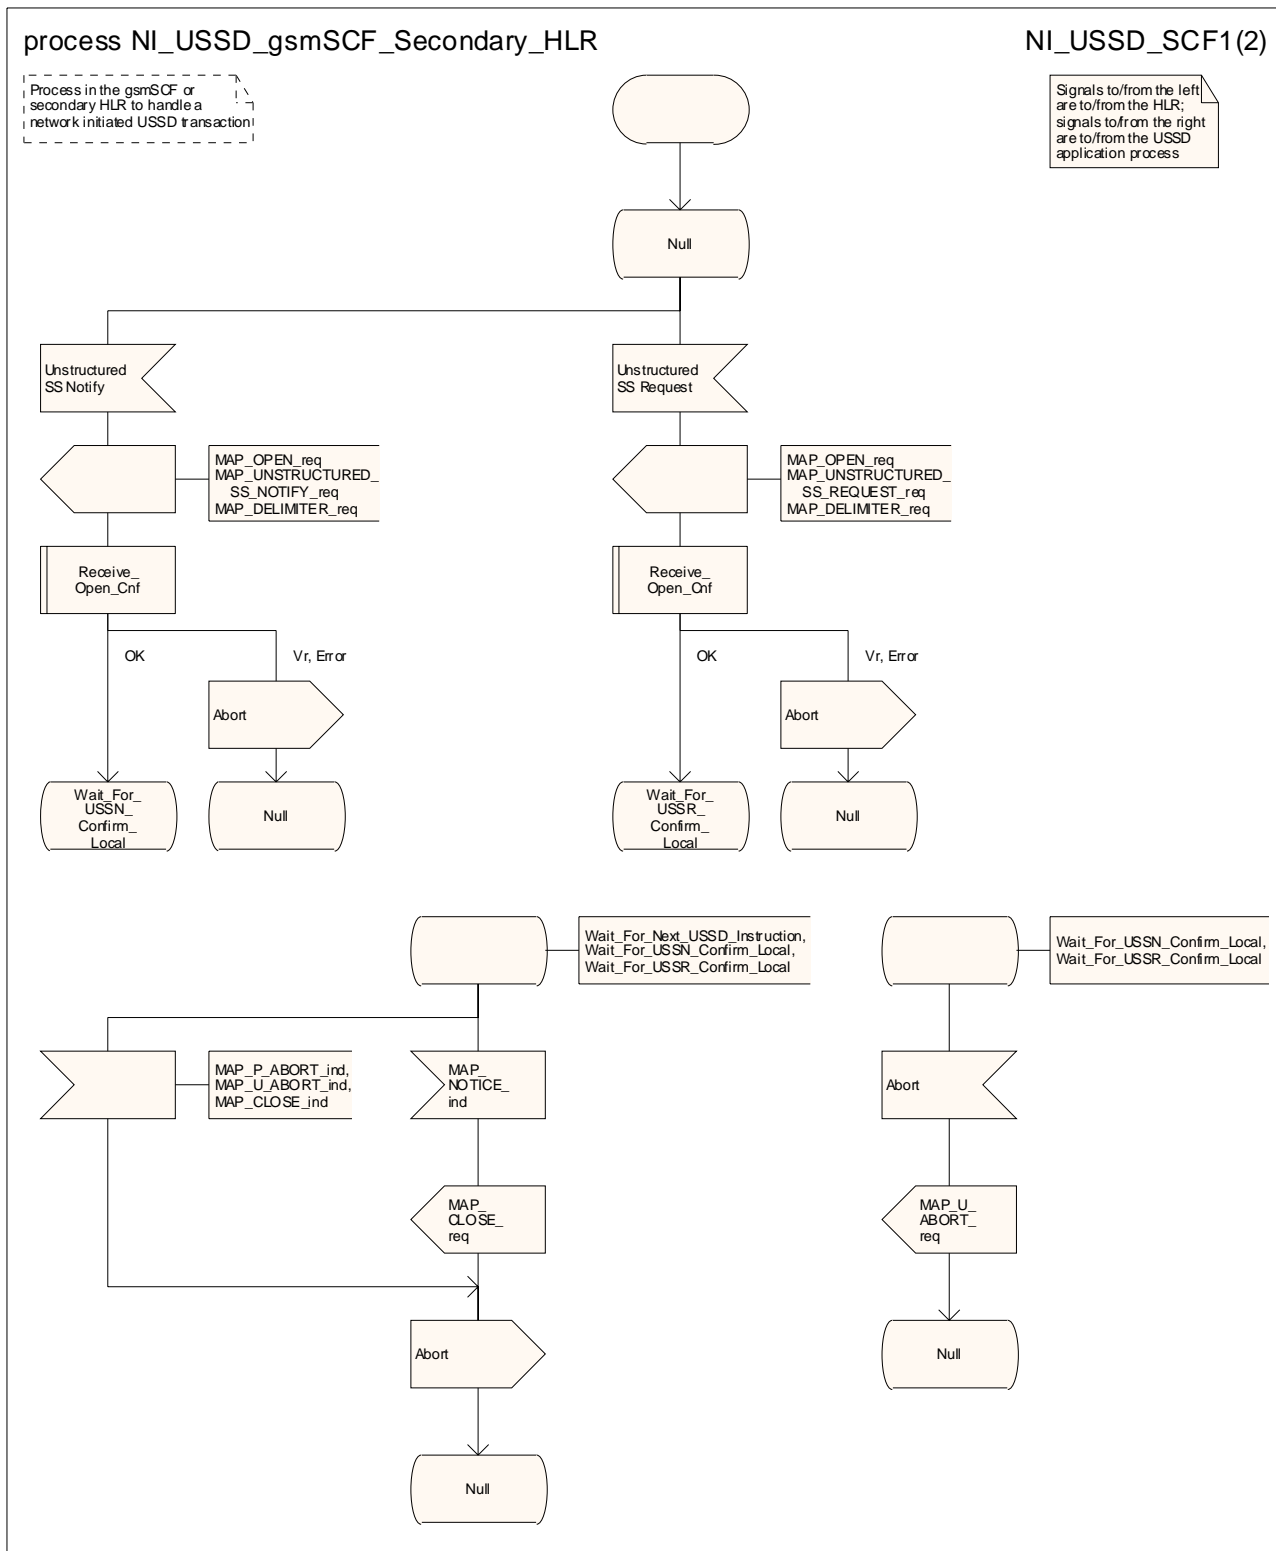 process NI_USSD_gsmSCF_Secondary_HLR
NI_USSD_SCF1(2)
Process in the gsmSCF or
secondary HLR to handle a
network initiated USSD transaction
Signals to/from the left
are to/from the HLR;
signals to/from the right
are to/from the USSD
application process
Null
Unstructured
SS Notify
Unstructured
SS Request
MAP_OPEN_req
MAP_UNSTRUCTURED_
SS_NOTIFY_req
MAP_DELIMITER_req
MAP_OPEN_req
MAP_UNSTRUCTURED_
SS_REQUEST_req
MAP_DELIMITER_req
Receive_
Open_Cnf
Receive_
Open_Cnf
OK
Vr, Error
OK
Vr, Error
Abort
Abort
Wait_For_
USSN_
Confirm_
Local
Null
Wait_For_
USSR_
Confirm_
Local
Null
Wait_For_Next_USSD_Instruction,
Wait_For_USSN_Confirm_Local,
Wait_For_USSR_Confirm_Local
Wait_For_USSN_Confirm_Local,
Wait_For_USSR_Confirm_Local
MAP_P_ABORT_ind,
MAP_U_ABORT_ind,
MAP_CLOSE_ind
MAP_
NOTICE_
ind
Abort
MAP_
CLOSE_
req
MAP_U_
ABORT_
req
Abort
Null
Null